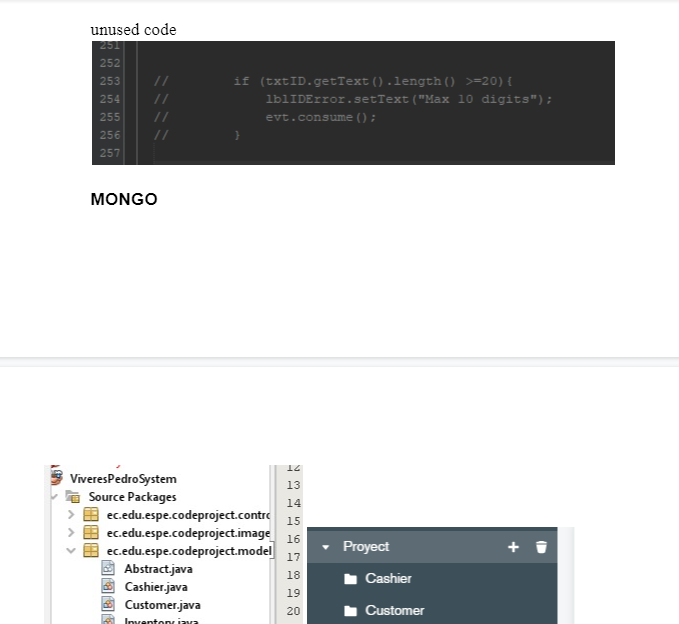 unused code
251
252
253 // if (txtID.getText().length() >=20){
254 // lblIDError.setText("Max 10 digits");
255 // evt.consume();
256 // }
257
MONGO
ViveresPedroSystem
Source Packages
ec.edu.espe.codeproject.contro
ec.edu.espe.codeproject.image
ec.edu.espe.codeproject.model
Abstract.java
Cashier.java
Customer.java
Inventory.java
12
13
14
15
16
17
18
19
20
Proyect
Cashier
Customer